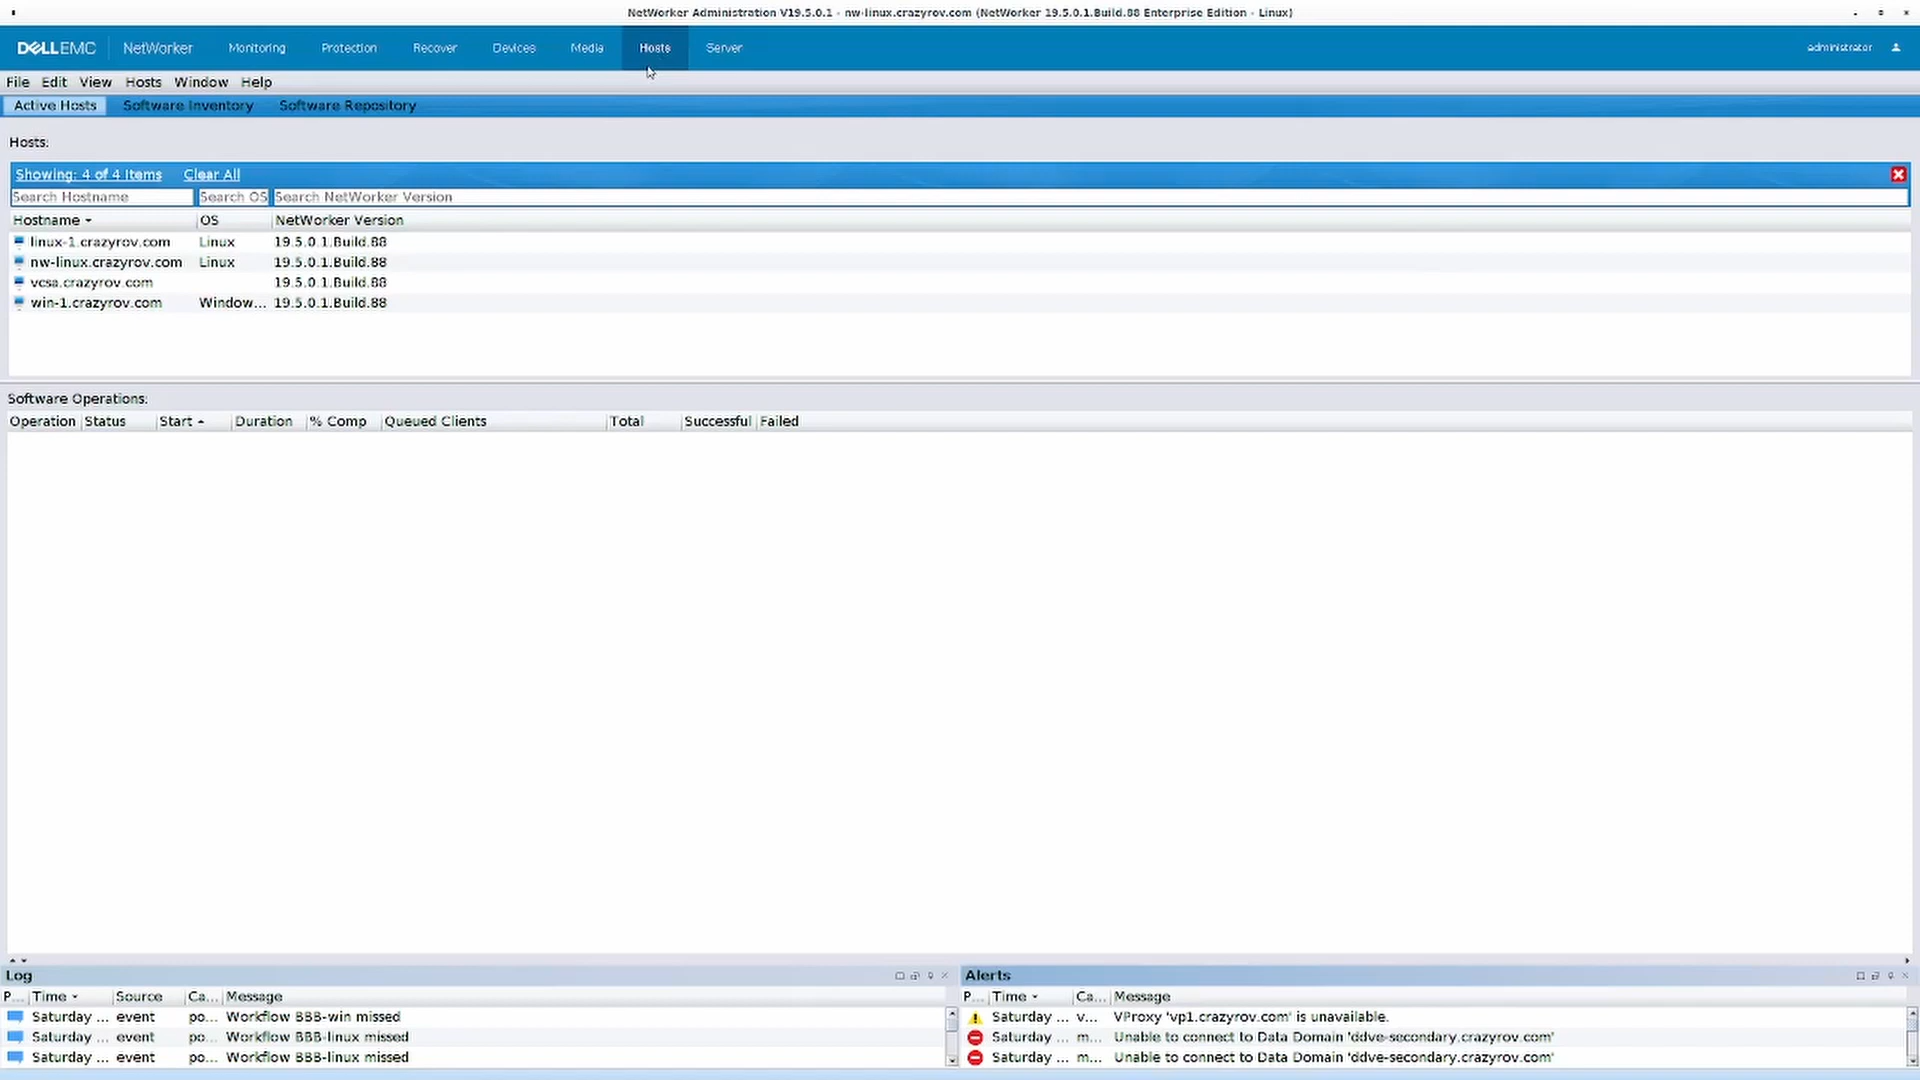 NetWorker Administration V19.5.0.1 - nw-linux.crazyrov.com (NetWorker 19.5.0.1.Build.88 Enterprise Edition - Linux)
DELLEMC NetWorker Monitoring Protection Recover Devices Media Hosts Server administrator
File Edit View Hosts Window Help
Active Hosts Software Inventory Software Repository
Hosts:
Showing: 4 of 4 Items Clear All
Search Hostname Search OS Search NetWorker Version
Hostname OS NetWorker Version
linux-1.crazyrov.com Linux 19.5.0.1.Build.88
nw-linux.crazyrov.com Linux 19.5.0.1.Build.88
vcsa.crazyrov.com 19.5.0.1.Build.88
win-1.crazyrov.com Window... 19.5.0.1.Build.88
Software Operations:
Operation Status Start Duration % Comp Queued Clients Total Successful Failed
Log
P... Time Source Ca... Message
Saturday ... event po... Workflow BBB-win missed
Saturday ... event po... Workflow BBB-linux missed
Saturday ... event po... Workflow BBB-linux missed
Alerts
P... Time Ca... Message
Saturday ... v... VProxy 'vp1.crazyrov.com' is unavailable.
Saturday ... m... Unable to connect to Data Domain 'ddve-secondary.crazyrov.com'
Saturday ... m... Unable to connect to Data Domain 'ddve-secondary.crazyrov.com'